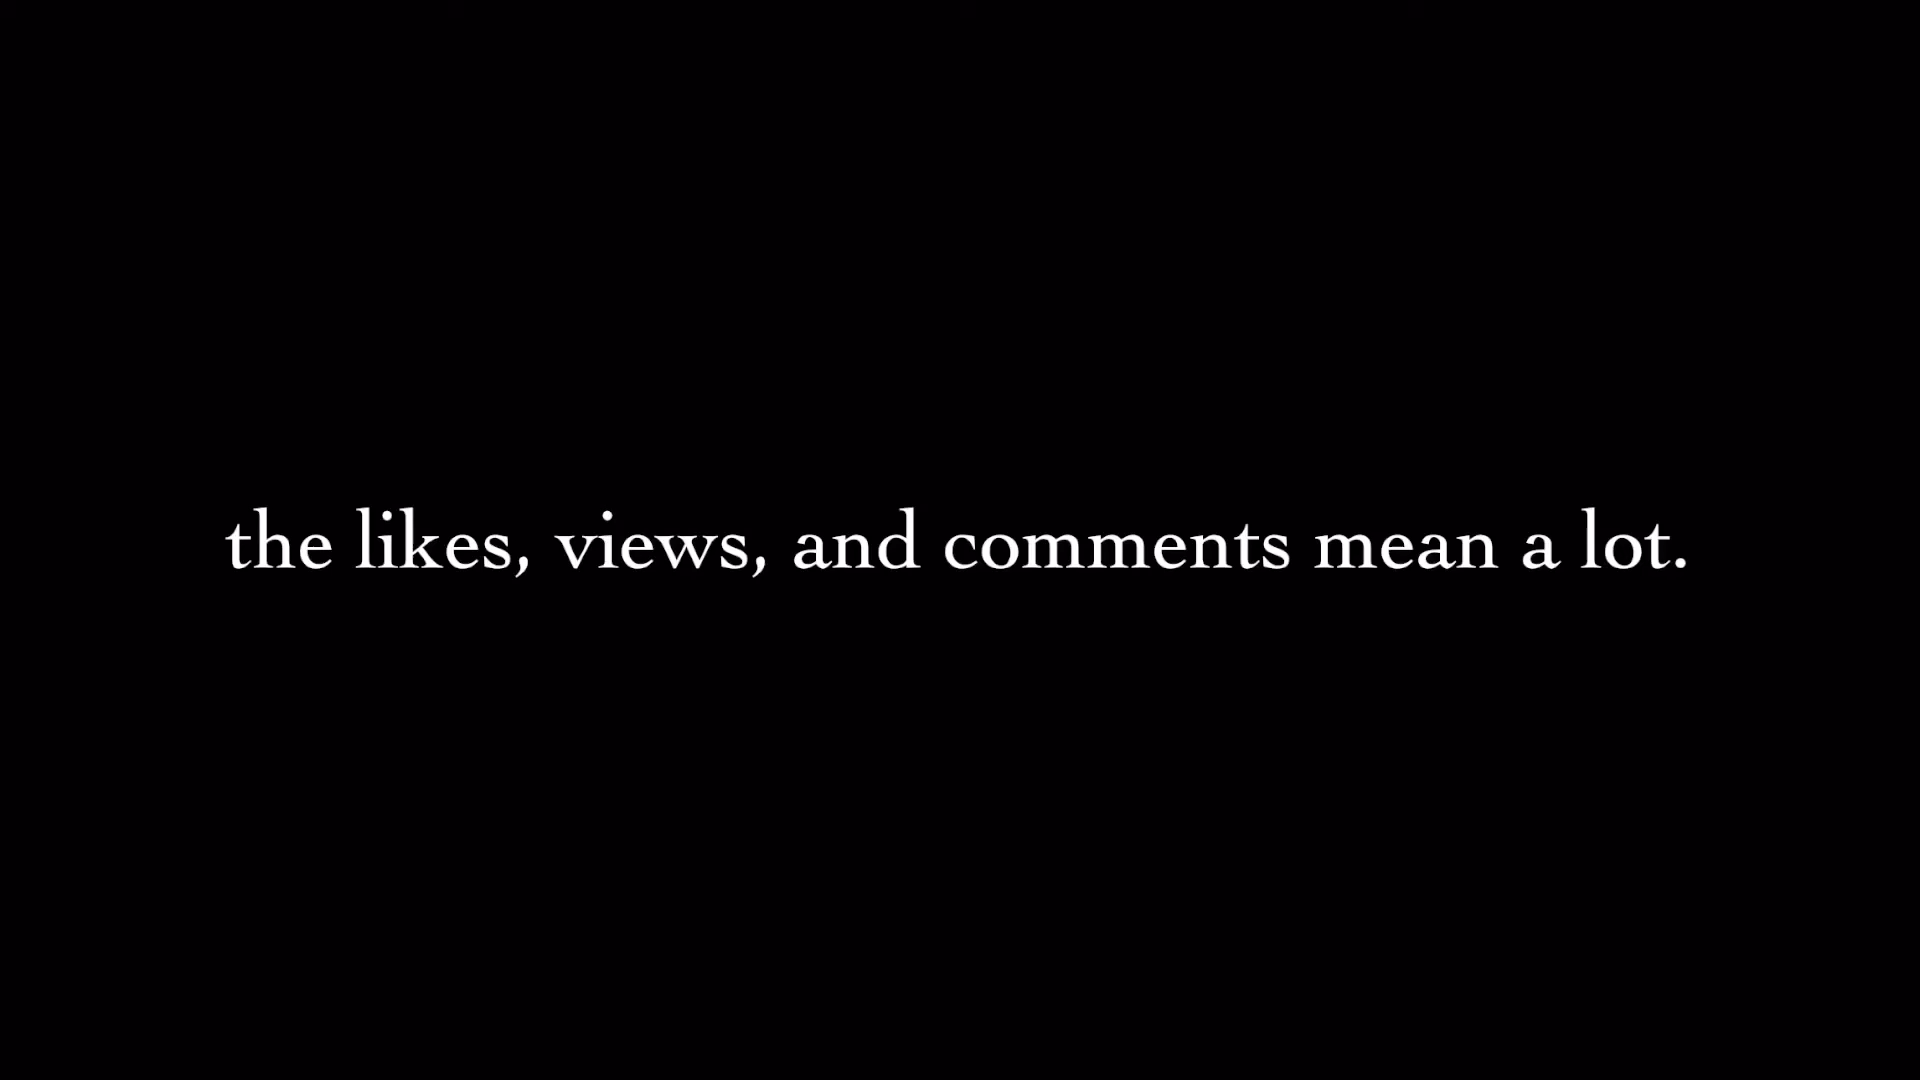 the likes, views, and comments mean a lot.